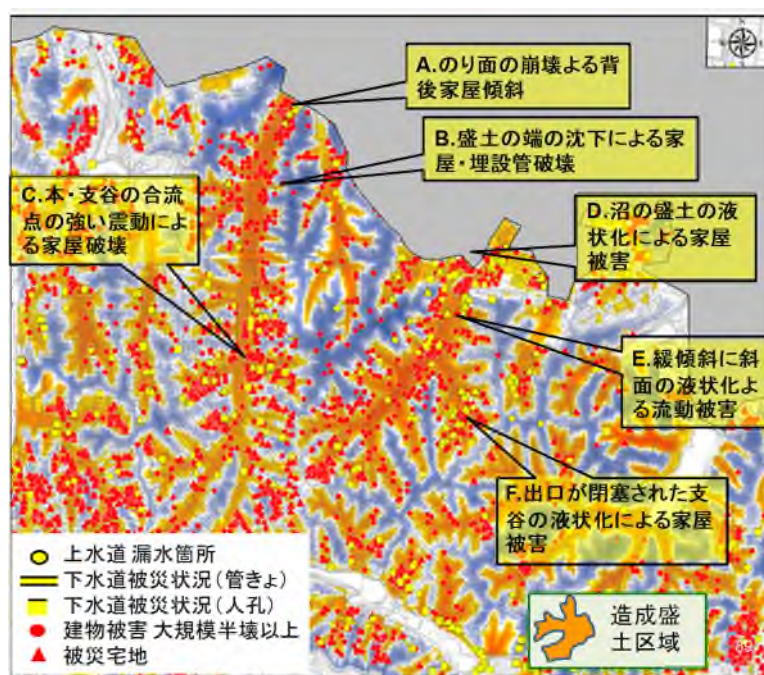 A.のり面の崩壊よる背
後家屋傾斜
B.盛土の端の沈下による家
屋・埋設管破壊
C.本・支谷の合流
点の強い震動によ
る家屋破壊
D.沼の盛土の液
状化による家屋
被害
E.緩傾斜に斜
面の液状化よ
る流動被害
F.出口が閉塞された支
谷の液状化による家屋
被害
上水道 漏水箇所
下水道被災状況(管きょ)
下水道被災状況(人孔)
建物被害 大規模半壊以上
被災宅地
造成盛
土区域
69